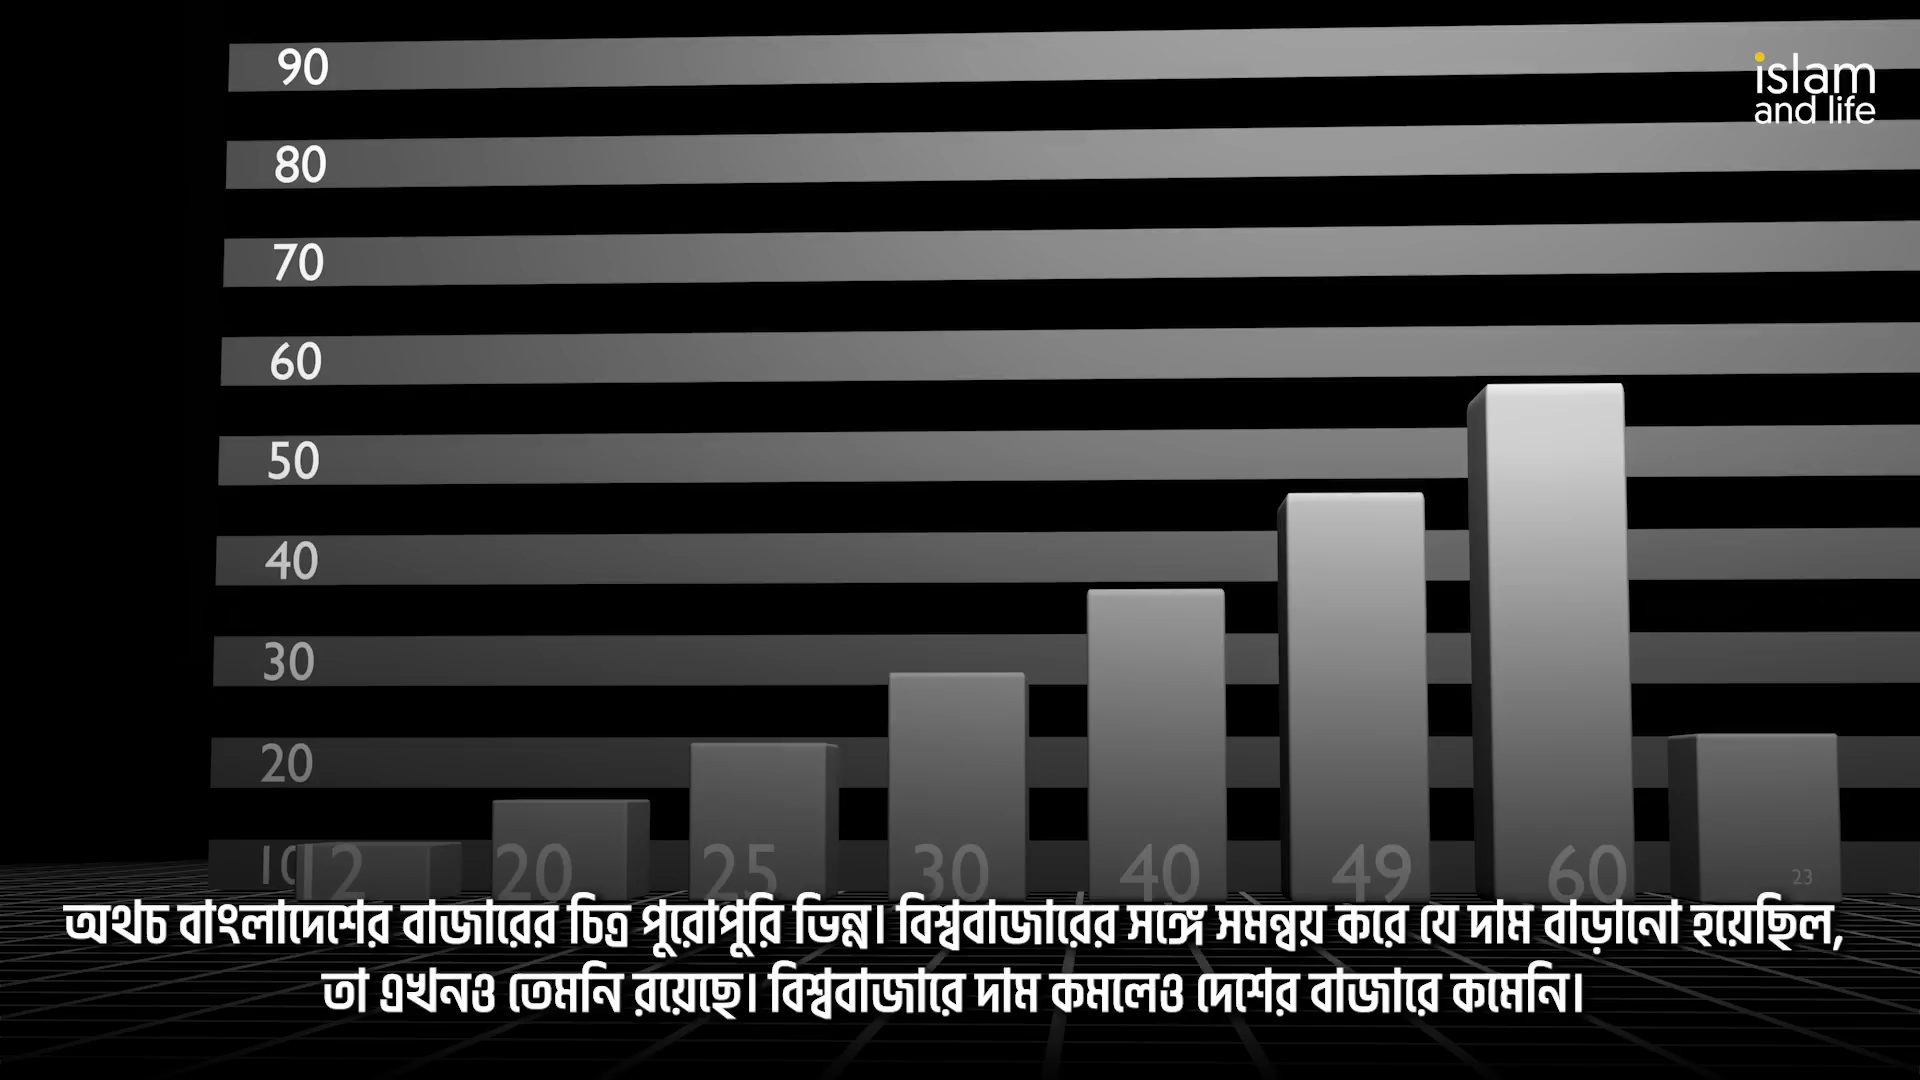 90
islam
and life
80
70
60
50
40
30
20
10
12 20 25 30 40 49 60 23
অথচ বাংলাদেশের বাজারের চিত্র পুরোপুরি ভিন্ন। বিশ্ববাজারের সঙ্গে সমন্বয় করে যে দাম বাড়ানো হয়েছিল,
তা এখনও তেমনি রয়েছে। বিশ্ববাজারে দাম কমলেও দেশের বাজারে কমেনি।